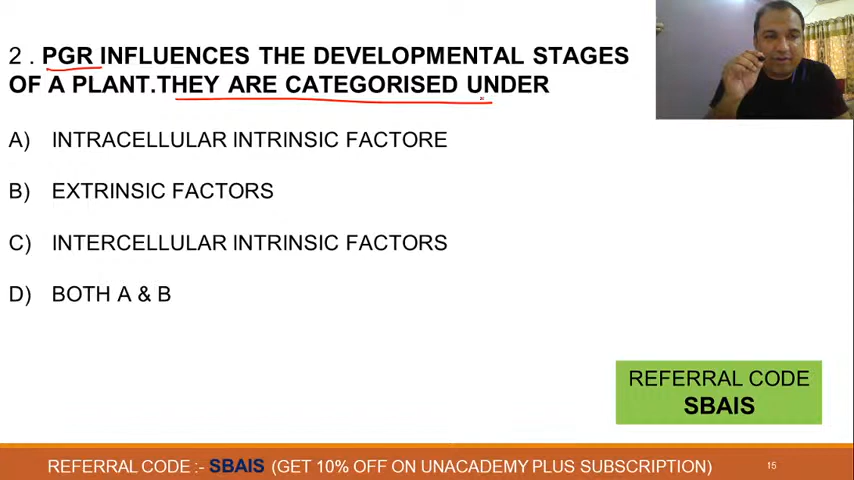 2 . PGR INFLUENCES THE DEVELOPMENTAL STAGES
OF A PLANT.THEY ARE CATEGORISED UNDER
A) INTRACELLULAR INTRINSIC FACTORE
B) EXTRINSIC FACTORS
C) INTERCELLULAR INTRINSIC FACTORS
D) BOTH A & B
REFERRAL CODE
SBAIS
REFERRAL CODE :- SBAIS (GET 10% OFF ON UNACADEMY PLUS SUBSCRIPTION)
15